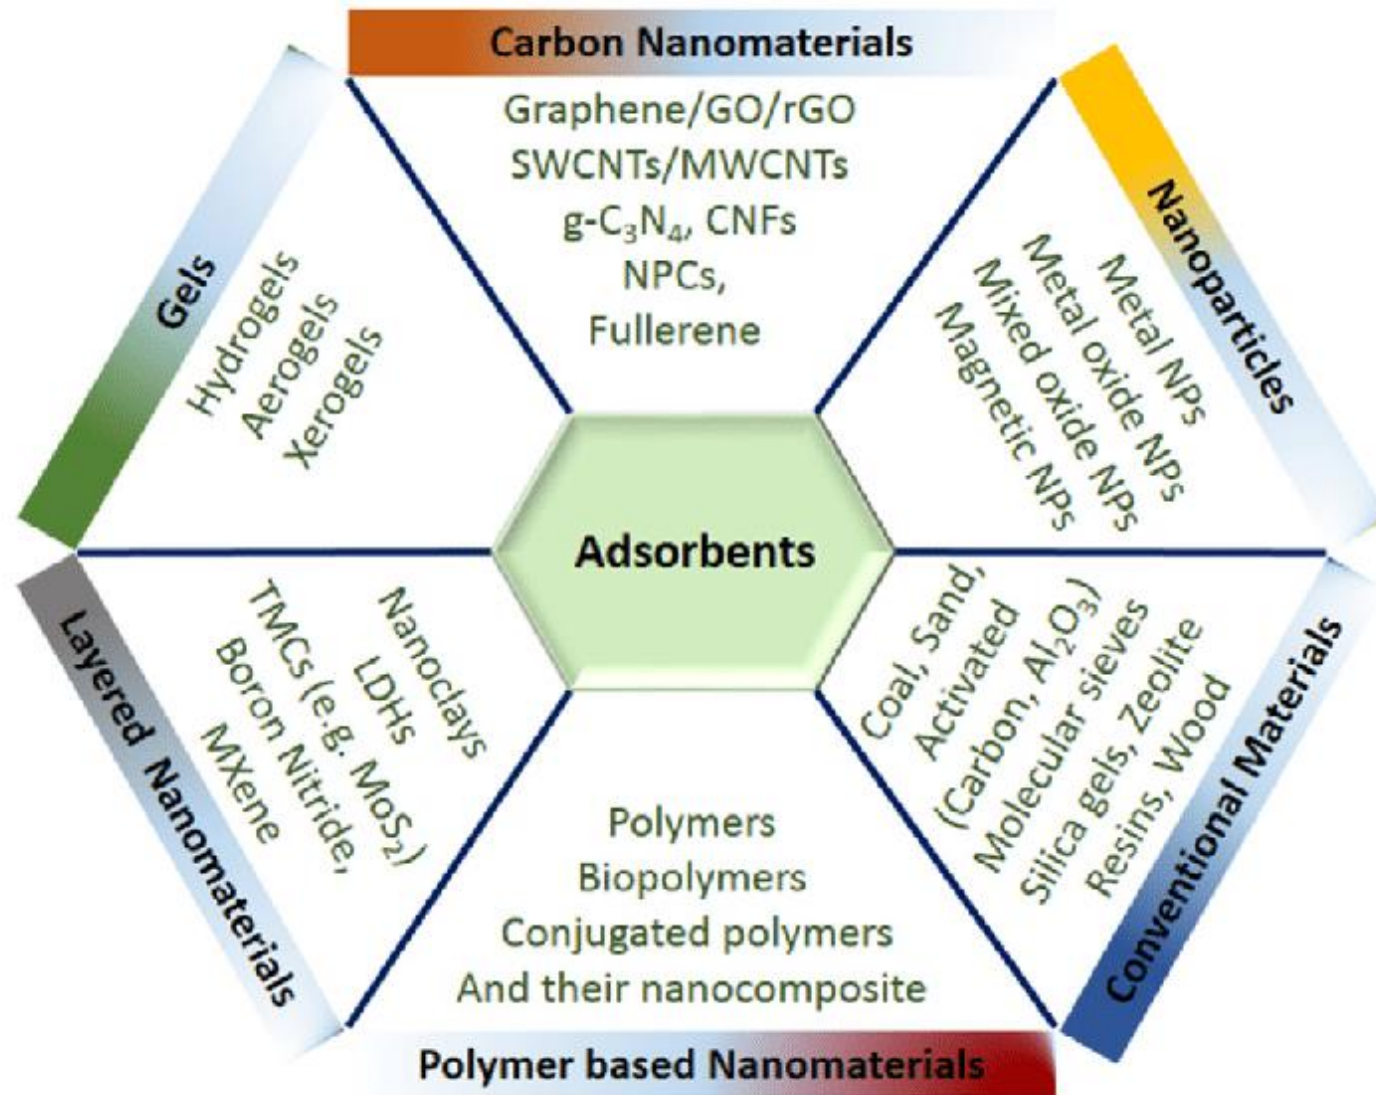 Carbon Nanomaterials
Graphene/GO/rGO
SWCNTs/MWCNTs
g-C₃N₄, CNFs
NPCs,
Fullerene
Nanoparticles
Metal NPs
Metal oxide NPs
Mixed oxide NPs
Magnetic NPs
Gels
Hydrogels
Aerogels
Xerogels
Adsorbents
Layered Nanomaterials
Nanoclays
LDHs
TMCs (e.g. MoS₂)
Boron Nitride,
MXene
Coal, Sand,
Activated
(Carbon, Al₂O₃)
Molecular sieves
Silica gels, Zeolite
Resins, Wood
Conventional Materials
Polymers
Biopolymers
Conjugated polymers
And their nanocomposite
Polymer based Nanomaterials